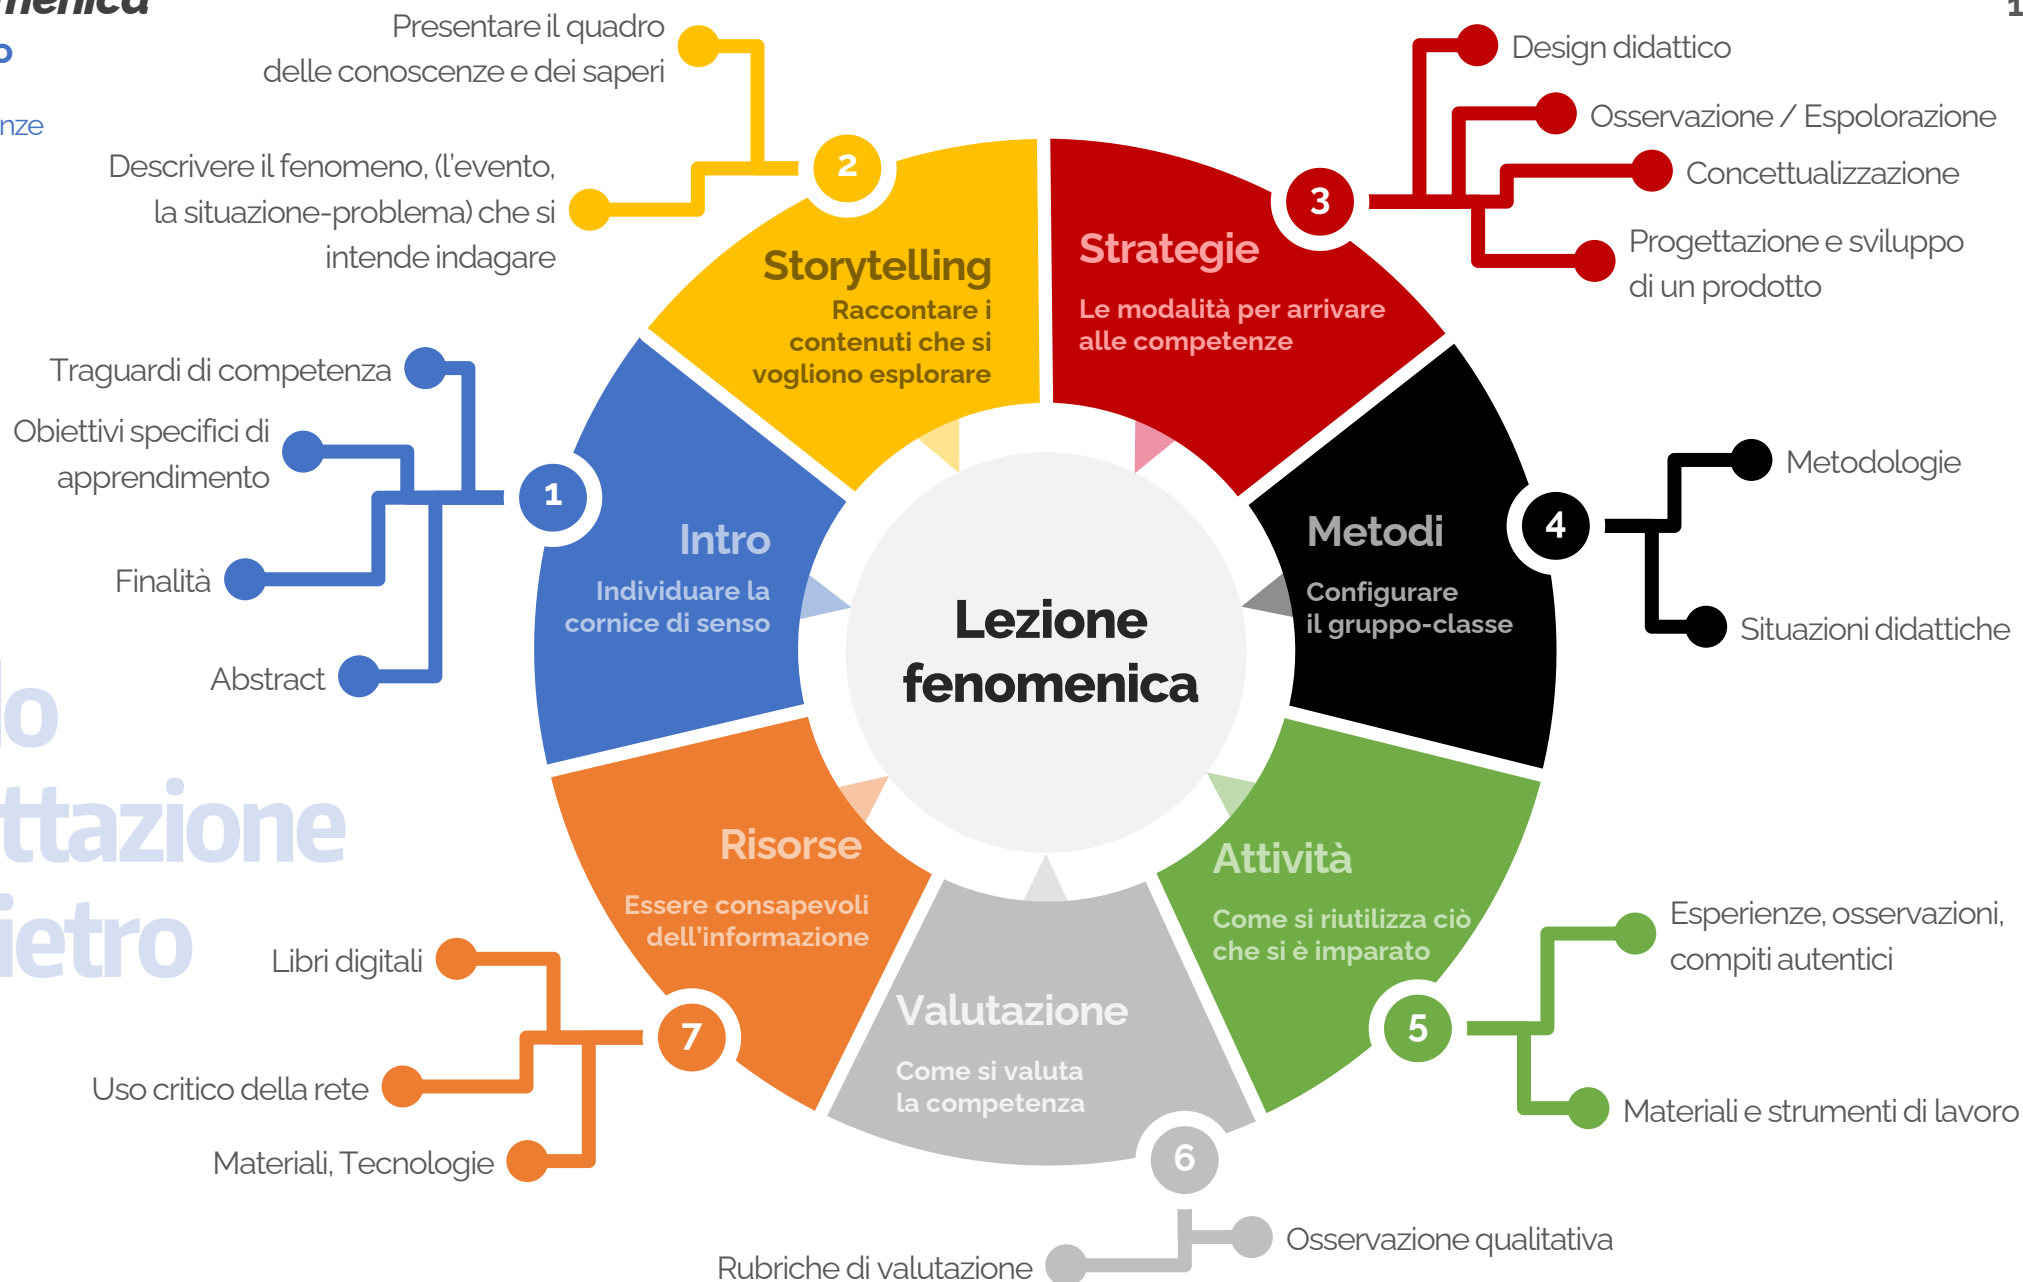 Presentare il quadro
delle conoscenze e dei saperi
Descrivere il fenomeno, (l'evento,
la situazione-problema) che si
intende indagare
2
Storytelling
Raccontare i
contenuti che si
vogliono esplorare
3
Design didattico
Osservazione / Espolorazione
Concettualizzazione
Progettazione e sviluppo
di un prodotto
Strategie
Le modalità per arrivare
alle competenze
Traguardi di competenza
Obiettivi specifici di
apprendimento
Finalità
Abstract
1
Intro
Individuare la
cornice di senso
Lezione
fenomenica
4
Metodi
Configurare
il gruppo-classe
Metodologie
Situazioni didattiche
Attività
Come si riutilizza ciò
che si è imparato
5
Esperienze, osservazioni,
compiti autentici
Materiali e strumenti di lavoro
Risorse
Essere consapevoli
dell'informazione
7
Libri digitali
Uso critico della rete
Materiali, Tecnologie
Valutazione
Come si valuta
la competenza
6
Osservazione qualitativa
Rubriche di valutazione